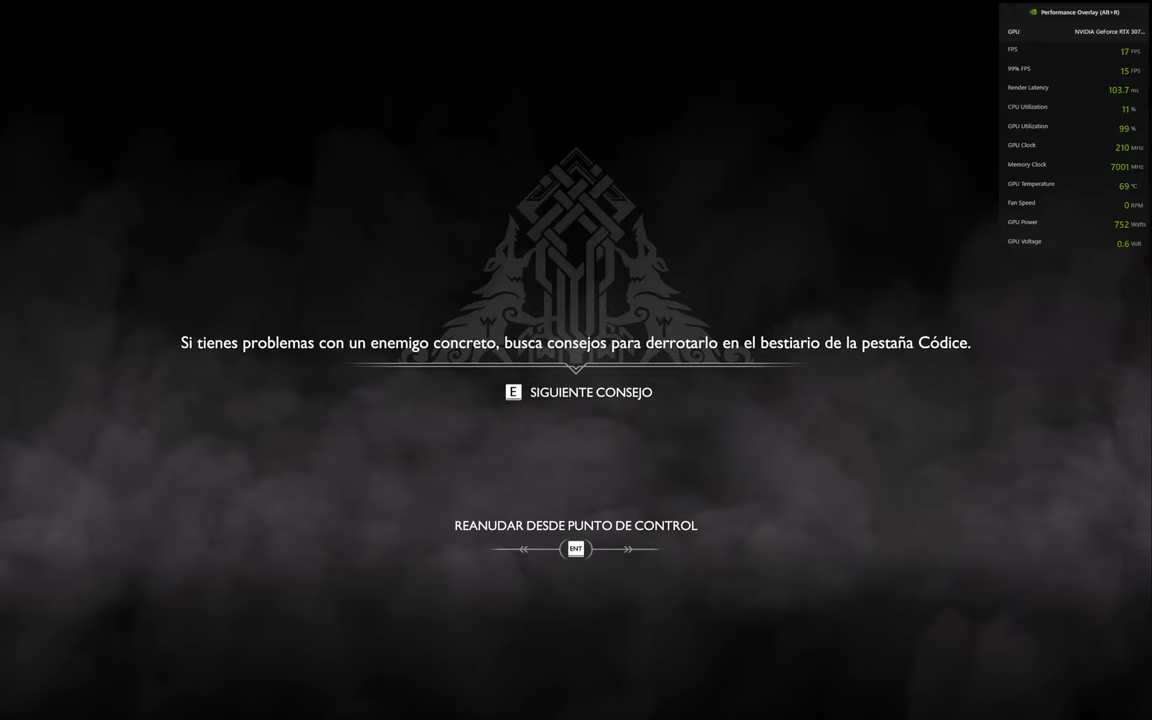 Performance Overlay (Alt+R)
GPU NVIDIA GeForce RTX 307...
FPS 17 FPS
99% FPS 15 FPS
Render Latency 103.7 ms
CPU Utilization 11 %
GPU Utilization 99 %
GPU Clock 210 MHz
Memory Clock 7001 MHz
GPU Temperature 69 °C
Fan Speed 0 RPM
GPU Power 752 Watts
GPU Voltage 0.6 Volt
Si tienes problemas con un enemigo concreto, busca consejos para derrotarlo en el bestiario de la pestaña Códice.
E SIGUIENTE CONSEJO
REANUDAR DESDE PUNTO DE CONTROL
ENT